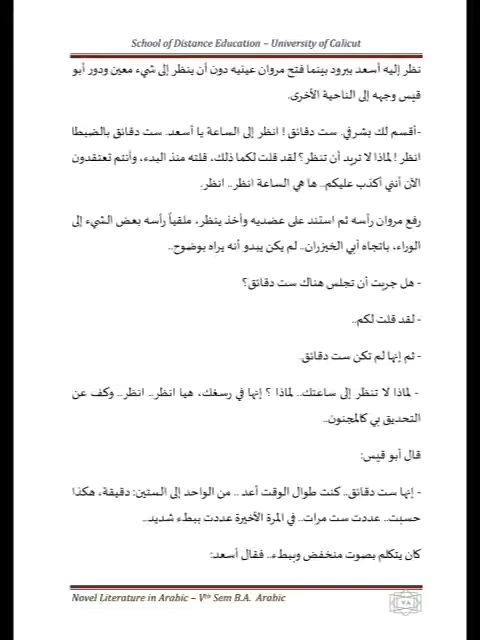 School of Distance Education – University of Calicut
نظر إليه أسعد ببرود بينما فتح مروان عينيه دون أن ينظر إلى شيء معين ودور أبو
قيس وجهه إلى الناحية الأخرى.
-أقسم لك بشرفي. ست دقائق ! انظر إلى الساعة يا أسعد. ست دقائق بالضبط!
انظر ! لماذا لا تريد أن تنظر؟ لقد قلت لكما ذلك، قلته منذ البدء، وأنتم تعتقدون
الآن أنني أكذب عليكم.. ها هي الساعة انظر.. انظر.
رفع مروان رأسه ثم استند على عضديه وأخذ ينظر، ملقياً رأسه بعض الشيء إلى
الوراء، باتجاه أبي الخيزران.. لم يكن يبدو أنه يراه بوضوح..
- هل جربت أن تجلس هناك ست دقائق؟
- لقد قلت لكم..
- ثم إنها لم تكن ست دقائق.
- لماذا لا تنظر إلى ساعتك.. لماذا ؟ إنها في رسغك، هيا انظر.. انظر.. وكف عن
التحديق بي كالمجنون..
قال أبو قيس:
- إنها ست دقائق.. كنت طوال الوقت أعد .. من الواحد إلى الستين: دقيقة، هكذا
حسبت.. عددت ست مرات.. في المرة الأخيرة عددت ببطء شديد..
كان يتكلم بصوت منخفض وببطء.. فقال أسعد:
Novel Literature in Arabic – Vth Sem B.A. Arabic
٧٨